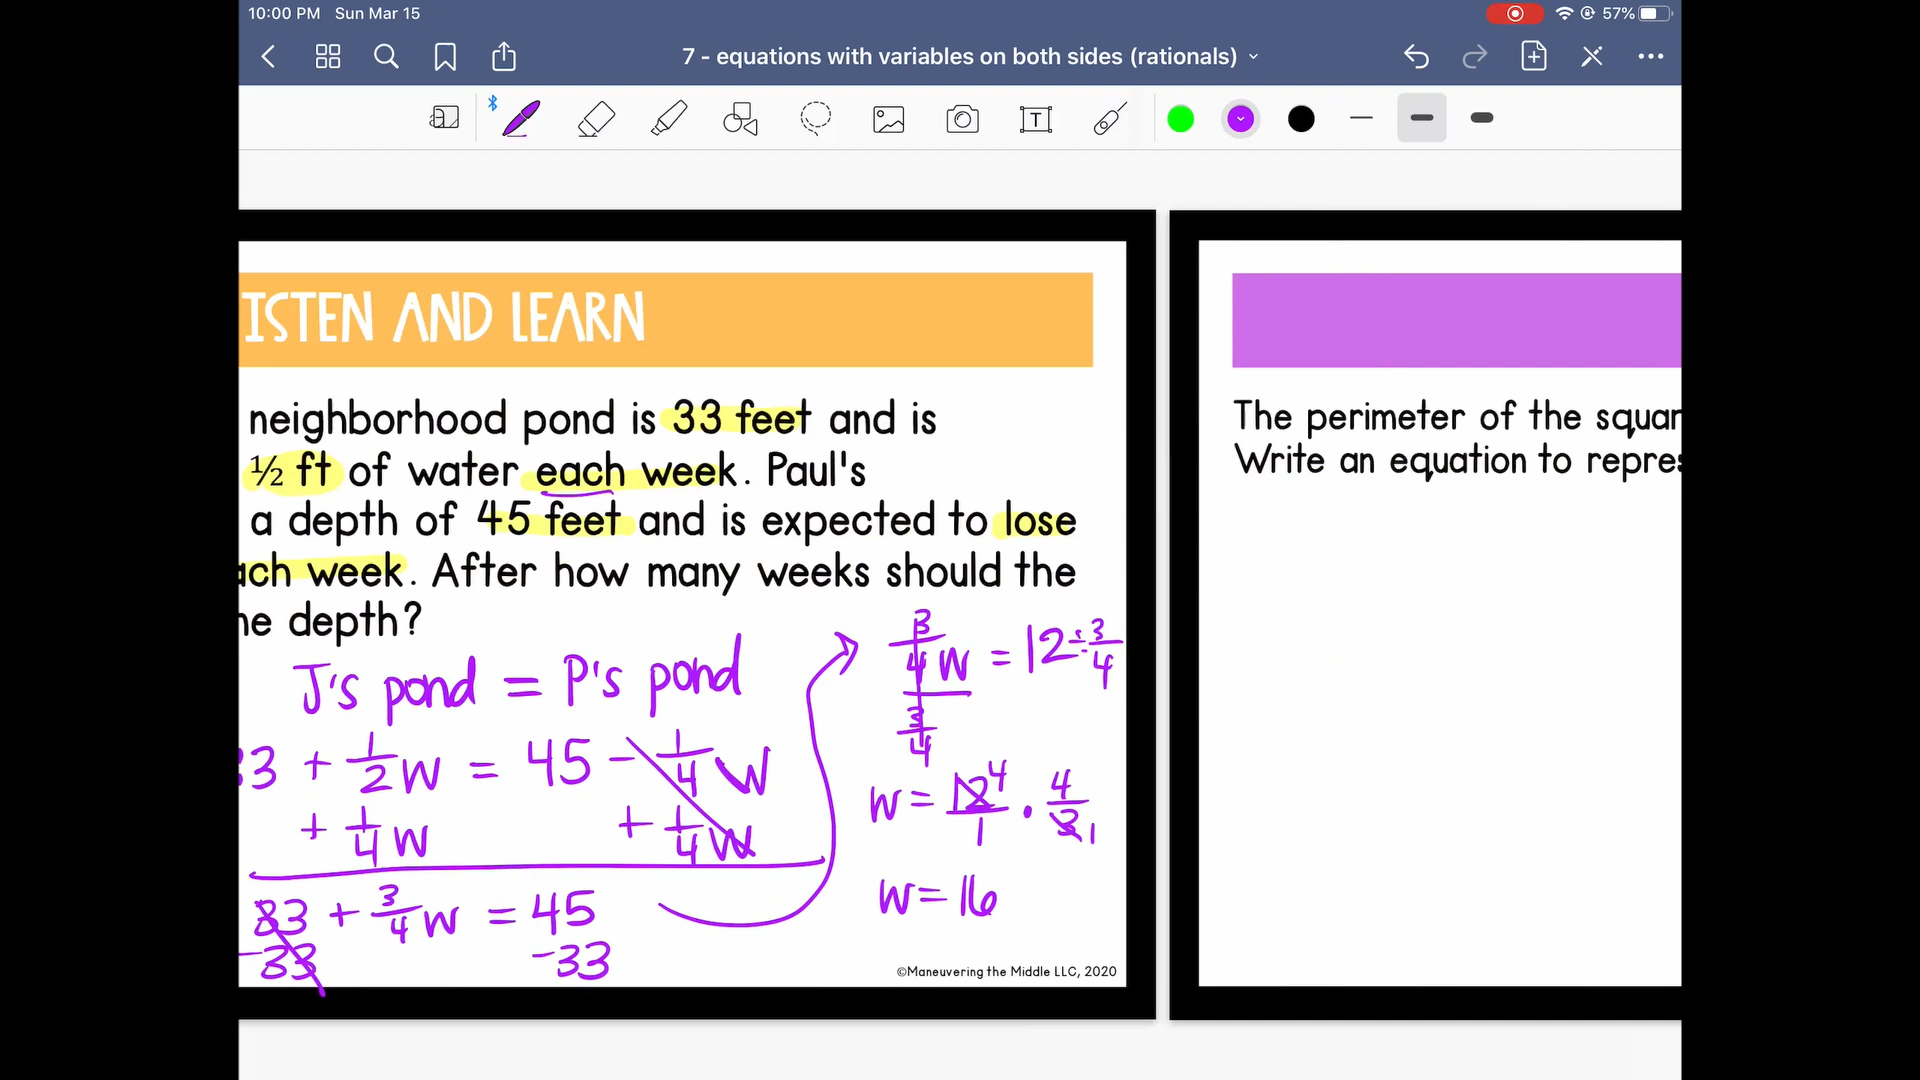 10:00 PM Sun Mar 15
57%
7 - equations with variables on both sides (rationals)
T
ISTEN AND LEARN
neighborhood pond is 33 feet and is
½ ft of water each week. Paul's
a depth of 45 feet and is expected to lose
ach week. After how many weeks should the
ne depth?
J's pond = P's pond
33 + 1/2 w = 45 - 1/4 w
+ 1/4 w + 1/4 w
33 + 3/4 w = 45
-33 -33
3/4 w = 12 ÷ 3/4
3/4
w = 12 4/1 · 4/3 1
w = 16
©Maneuvering the Middle LLC, 2020
The perimeter of the squar
Write an equation to repres